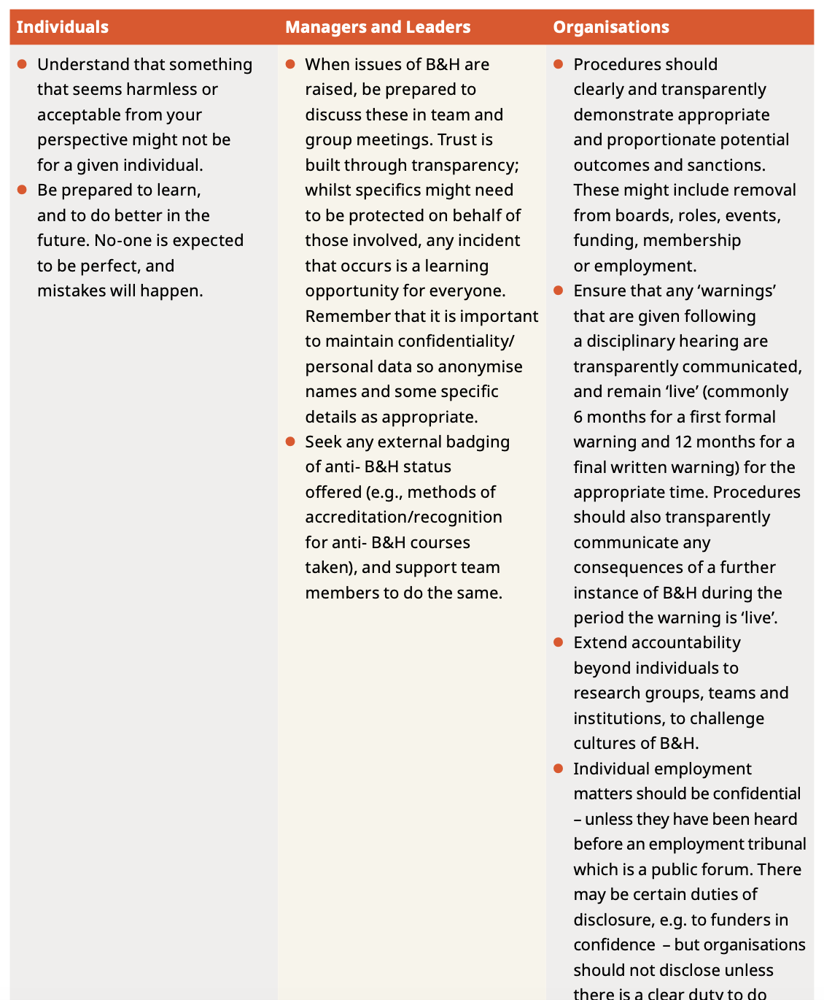 Individuals
Understand that something
that seems harmless or
acceptable from your
perspective might not be
for a given individual.
Be prepared to learn,
and to do better in the
future. No-one is expected
to be perfect, and
mistakes will happen.
Managers and Leaders
When issues of B&H are
raised, be prepared to
discuss these in team and
group meetings. Trust is
built through transparency;
whilst specifics might need
to be protected on behalf of
those involved, any incident
that occurs is a learning
opportunity for everyone.
Remember that it is important
to maintain confidentiality/
personal data so anonymise
names and some specific
details as appropriate.
Seek any external badging
of anti- B&H status
offered (e.g., methods of
accreditation/recognition
for anti- B&H courses
taken), and support team
members to do the same.
Organisations
Procedures should
clearly and transparently
demonstrate appropriate
and proportionate potential
outcomes and sanctions.
These might include removal
from boards, roles, events,
funding, membership
or employment.
Ensure that any ‘warnings’
that are given following
a disciplinary hearing are
transparently communicated,
and remain ‘live’ (commonly
6 months for a first formal
warning and 12 months for a
final written warning) for the
appropriate time. Procedures
should also transparently
communicate any
consequences of a further
instance of B&H during the
period the warning is ‘live’.
Extend accountability
beyond individuals to
research groups, teams and
institutions, to challenge
cultures of B&H.
Individual employment
matters should be confidential
– unless they have been heard
before an employment tribunal
which is a public forum. There
may be certain duties of
disclosure, e.g. to funders in
confidence – but organisations
should not disclose unless
there is a clear duty to do